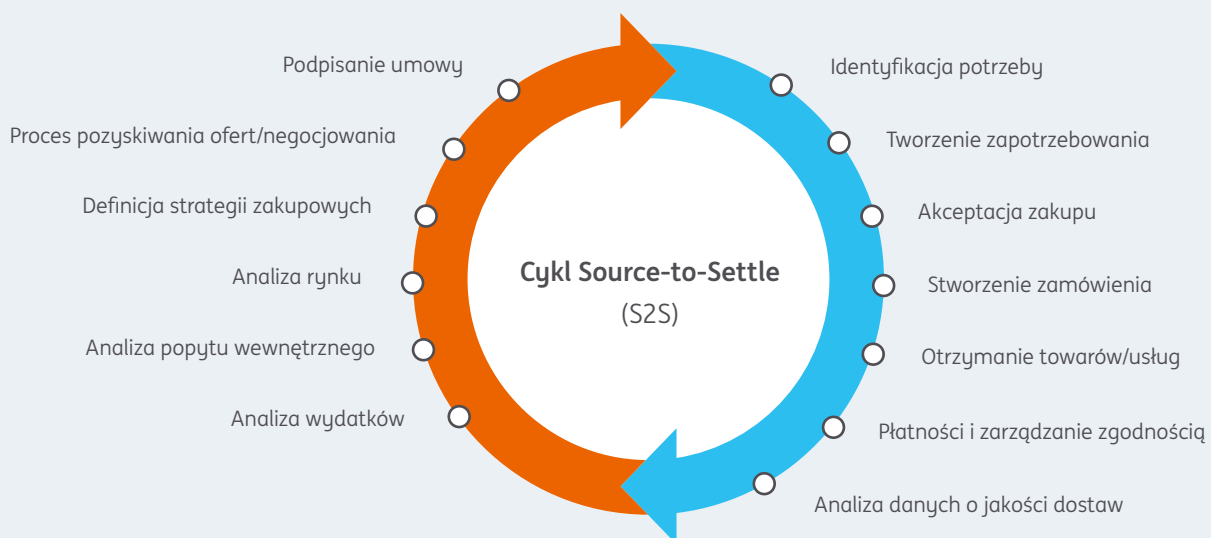 Podpisanie umowy
Identyfikacja potrzeby
Proces pozyskiwania ofert/negocjowania
Tworzenie zapotrzebowania
Definicja strategii zakupowych
Akceptacja zakupu
Analiza rynku
Cykl Source-to-Settle
(S2S)
Stworzenie zamówienia
Analiza popytu wewnętrznego
Otrzymanie towarów/usług
Analiza wydatków
Płatności i zarządzanie zgodnością
Analiza danych o jakości dostaw